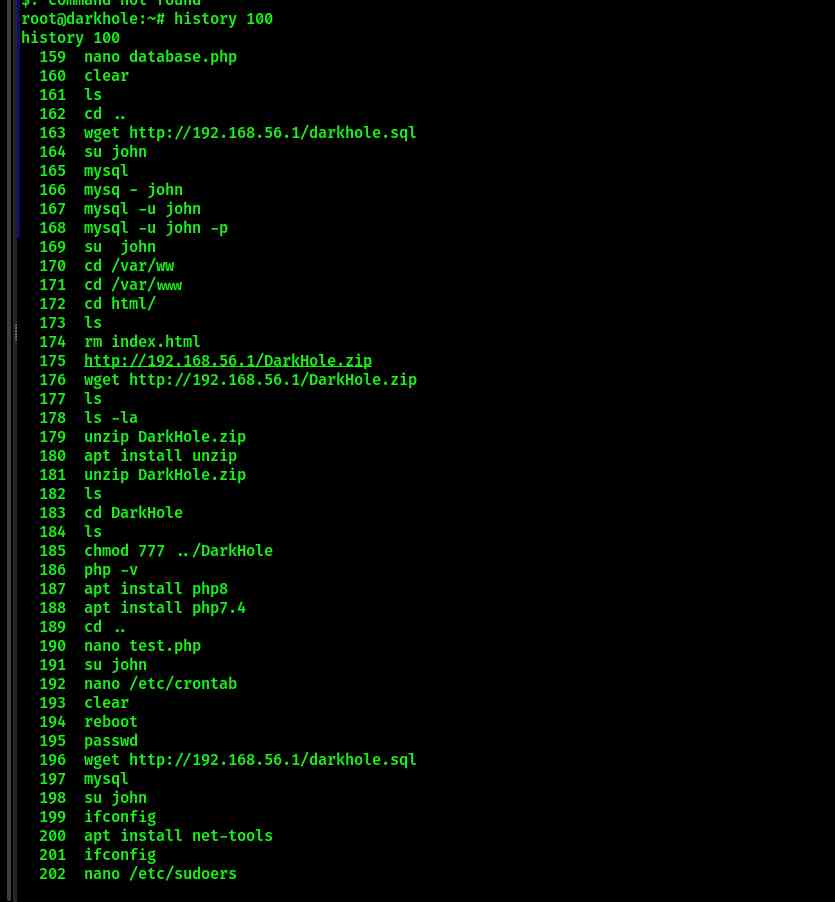 $: command not found
root@darkhole:~# history 100
history 100
159 nano database.php
160 clear
161 ls
162 cd ..
163 wget http://192.168.56.1/darkhole.sql
164 su john
165 mysql
166 mysq - john
167 mysql -u john
168 mysql -u john -p
169 su  john
170 cd /var/ww
171 cd /var/www
172 cd html/
173 ls
174 rm index.html
175 http://192.168.56.1/DarkHole.zip
176 wget http://192.168.56.1/DarkHole.zip
177 ls
178 ls -la
179 unzip DarkHole.zip
180 apt install unzip
181 unzip DarkHole.zip
182 ls
183 cd DarkHole
184 ls
185 chmod 777 ../DarkHole
186 php -v
187 apt install php8
188 apt install php7.4
189 cd ..
190 nano test.php
191 su john
192 nano /etc/crontab
193 clear
194 reboot
195 passwd
196 wget http://192.168.56.1/darkhole.sql
197 mysql
198 su john
199 ifconfig
200 apt install net-tools
201 ifconfig
202 nano /etc/sudoers